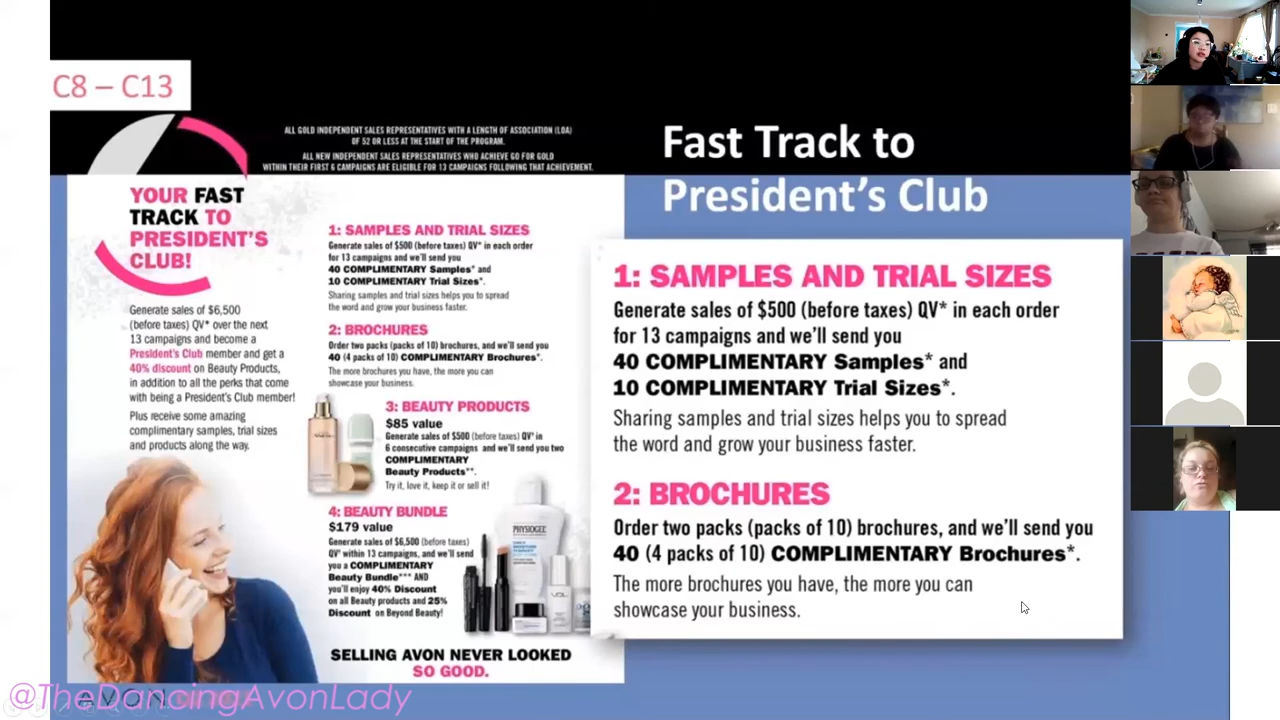 C8 – C13
ALL GOLD INDEPENDENT SALES REPRESENTATIVES WITH A LENGTH OF ASSOCIATION (LOA)
OF 52 OR LESS AT THE START OF THE PROGRAM.
ALL NEW INDEPENDENT SALES REPRESENTATIVES WHO ACHIEVE GO FOR GOLD
WITHIN THEIR FIRST 6 CAMPAIGNS ARE ELIGIBLE FOR 13 CAMPAIGNS FOLLOWING THAT ACHIEVEMENT.
Fast Track to
President's Club
YOUR FAST
TRACK TO
PRESIDENT'S
CLUB!
Generate sales of $6,500
(before taxes) QV* over the next
13 campaigns and become a
President's Club member and get a
40% discount on Beauty Products,
in addition to all the perks that come
with being a President's Club member!
Plus receive some amazing
complimentary samples, trial sizes
and products along the way.
1: SAMPLES AND TRIAL SIZES
Generate sales of $500 (before taxes) QV* in each order
for 13 campaigns and we'll send you
40 COMPLIMENTARY Samples* and
10 COMPLIMENTARY Trial Sizes*.
Sharing samples and trial sizes helps you to spread
the word and grow your business faster.
2: BROCHURES
Order two packs (packs of 10) brochures, and we'll send you
40 (4 packs of 10) COMPLIMENTARY Brochures*.
The more brochures you have, the more you can
showcase your business.
3: BEAUTY PRODUCTS
$85 value
Generate sales of $500 (before taxes) QV* in
6 consecutive campaigns and we'll send you two
COMPLIMENTARY
Beauty Products**.
Try it, love it, keep it or sell it!
4: BEAUTY BUNDLE
$179 value
Generate sales of $6,500 (before taxes)
QV* within 13 campaigns, and we'll send
you a COMPLIMENTARY
Beauty Bundle*** AND
you'll enjoy 40% Discount
on all Beauty products and 25%
Discount on Beyond Beauty!
PHYSIOGEL
SELLING AVON NEVER LOOKED
SO GOOD.
1: SAMPLES AND TRIAL SIZES
Generate sales of $500 (before taxes) QV* in each order
for 13 campaigns and we'll send you
40 COMPLIMENTARY Samples* and
10 COMPLIMENTARY Trial Sizes*.
Sharing samples and trial sizes helps you to spread
the word and grow your business faster.
2: BROCHURES
Order two packs (packs of 10) brochures, and we'll send you
40 (4 packs of 10) COMPLIMENTARY Brochures*.
The more brochures you have, the more you can
showcase your business.
AVON
@TheDancingAvonLady